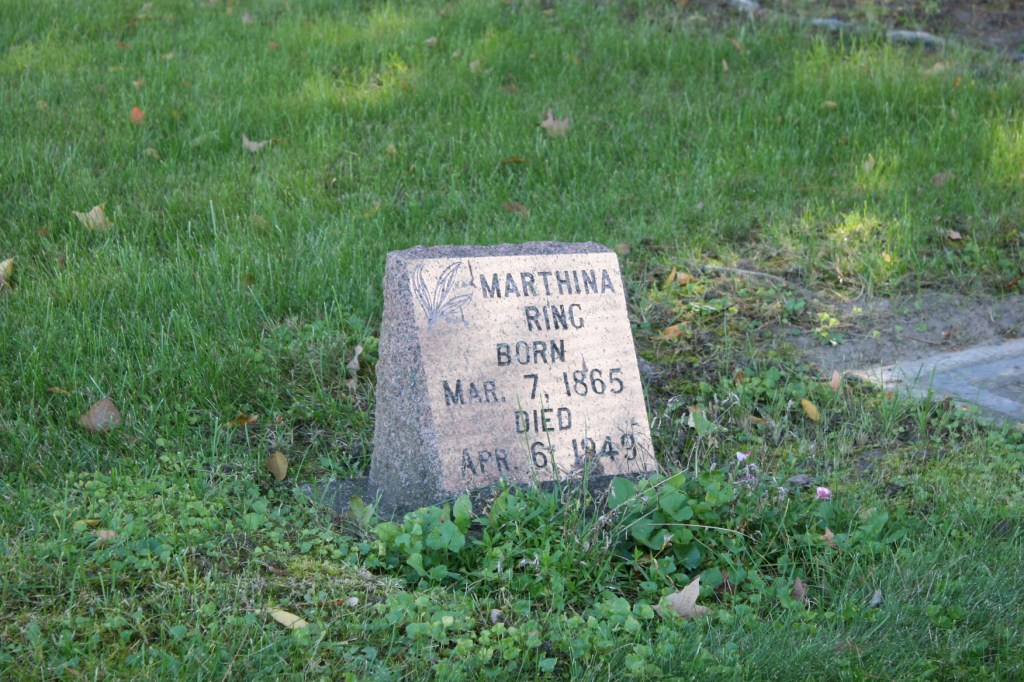 MARTHINA
RING
BORN
MAR. 7, 1865
DIED
APR. 6, 1949